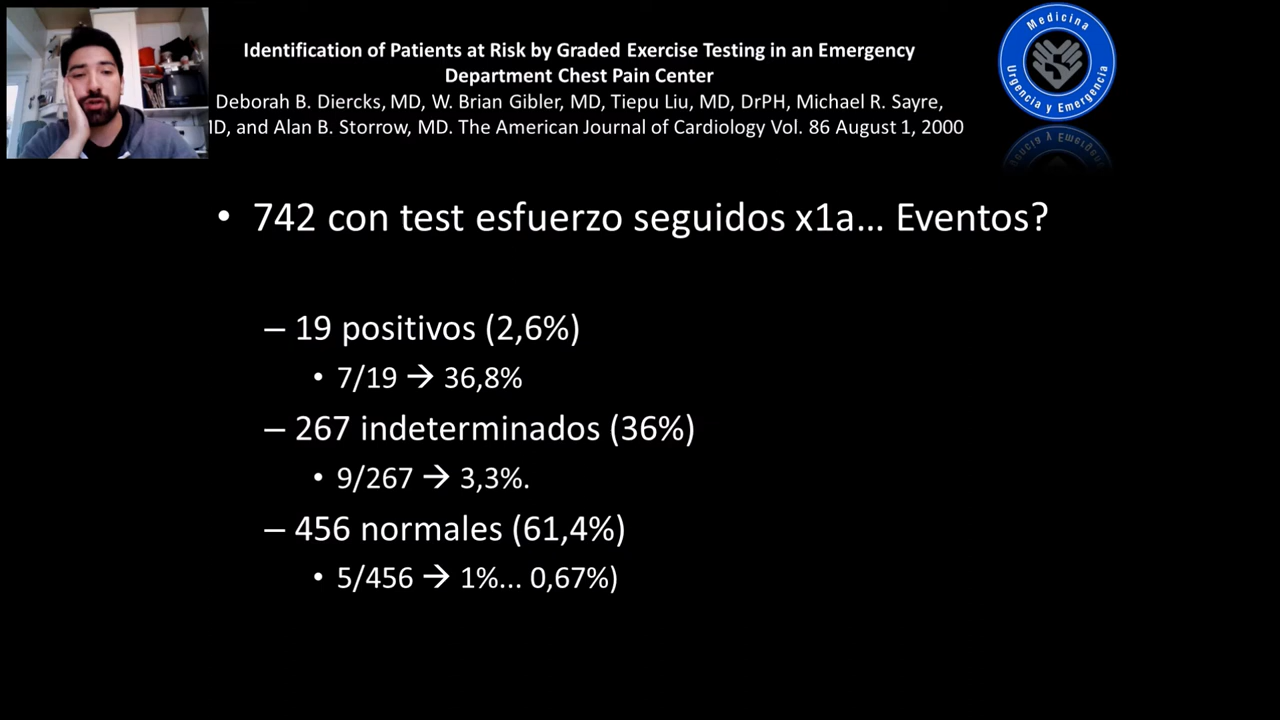 Identification of Patients at Risk by Graded Exercise Testing in an Emergency
Department Chest Pain Center
Deborah B. Diercks, MD, W. Brian Gibler, MD, Tiepu Liu, MD, DrPH, Michael R. Sayre,
ID, and Alan B. Storrow, MD. The American Journal of Cardiology Vol. 86 August 1, 2000
Medicina
Urgencia y Emergencia
• 742 con test esfuerzo seguidos x1a... Eventos?
– 19 positivos (2,6%)
• 7/19 → 36,8%
– 267 indeterminados (36%)
• 9/267 → 3,3%.
– 456 normales (61,4%)
• 5/456 → 1%... 0,67%)